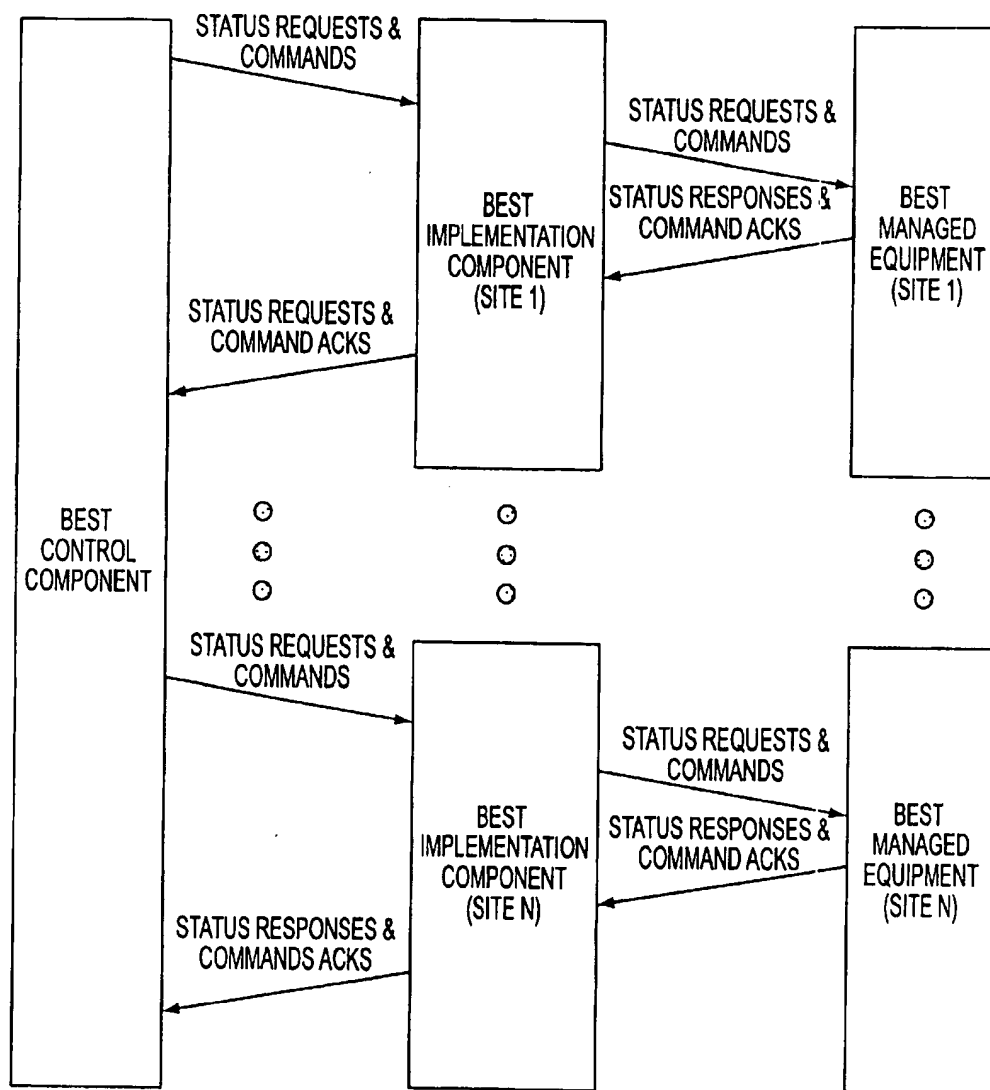 STATUS REQUESTS &
COMMANDS
STATUS REQUESTS &
COMMANDS
STATUS RESPONSES &
COMMAND ACKS
BEST
IMPLEMENTATION
COMPONENT
(SITE 1)
BEST
MANAGED
EQUIPMENT
(SITE 1)
STATUS REQUESTS &
COMMAND ACKS
BEST
CONTROL
COMPONENT
STATUS REQUESTS &
COMMANDS
STATUS REQUESTS &
COMMANDS
STATUS RESPONSES &
COMMAND ACKS
BEST
IMPLEMENTATION
COMPONENT
(SITE N)
BEST
MANAGED
EQUIPMENT
(SITE N)
STATUS RESPONSES &
COMMANDS ACKS